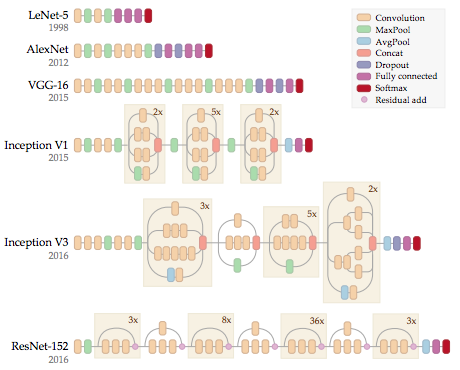 LeNet-5
1998
AlexNet
2012
VGG-16
2015
Inception V1
2015
2x
5x
2x
Inception V3
2016
3x
5x
2x
ResNet-152
2016
3x
8x
36x
3x
Convolution
MaxPool
AvgPool
Concat
Dropout
Fully connected
Softmax
Residual add